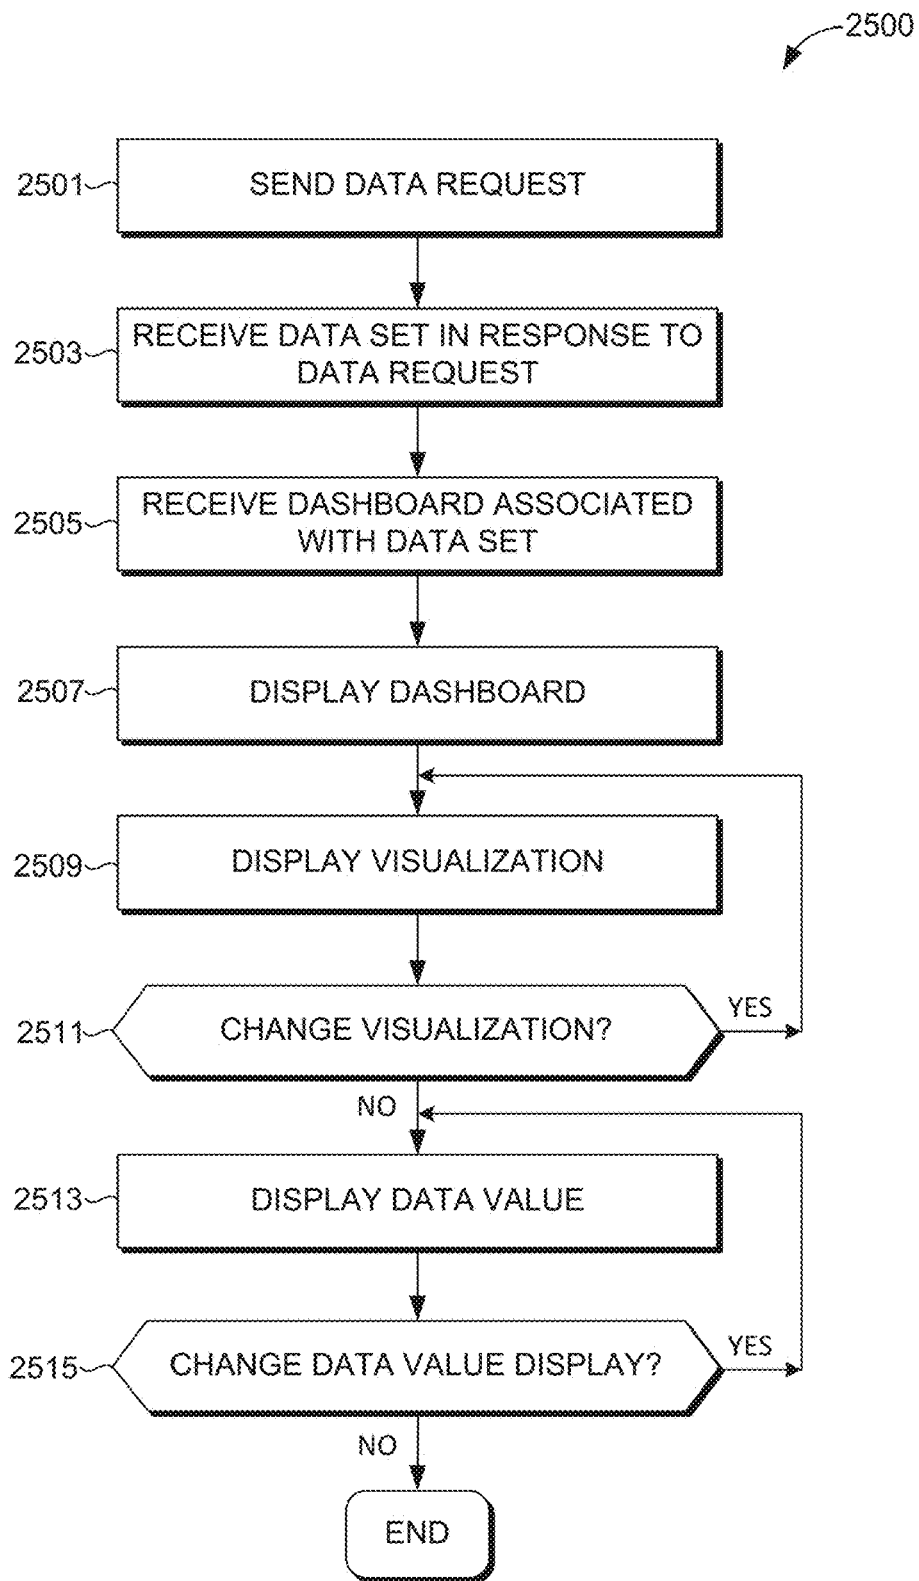 2500
2501
SEND DATA REQUEST
2503
RECEIVE DATA SET IN RESPONSE TO
DATA REQUEST
2505
RECEIVE DASHBOARD ASSOCIATED
WITH DATA SET
2507
DISPLAY DASHBOARD
2509
DISPLAY VISUALIZATION
2511
CHANGE VISUALIZATION?
YES
NO
2513
DISPLAY DATA VALUE
2515
CHANGE DATA VALUE DISPLAY?
YES
NO
END